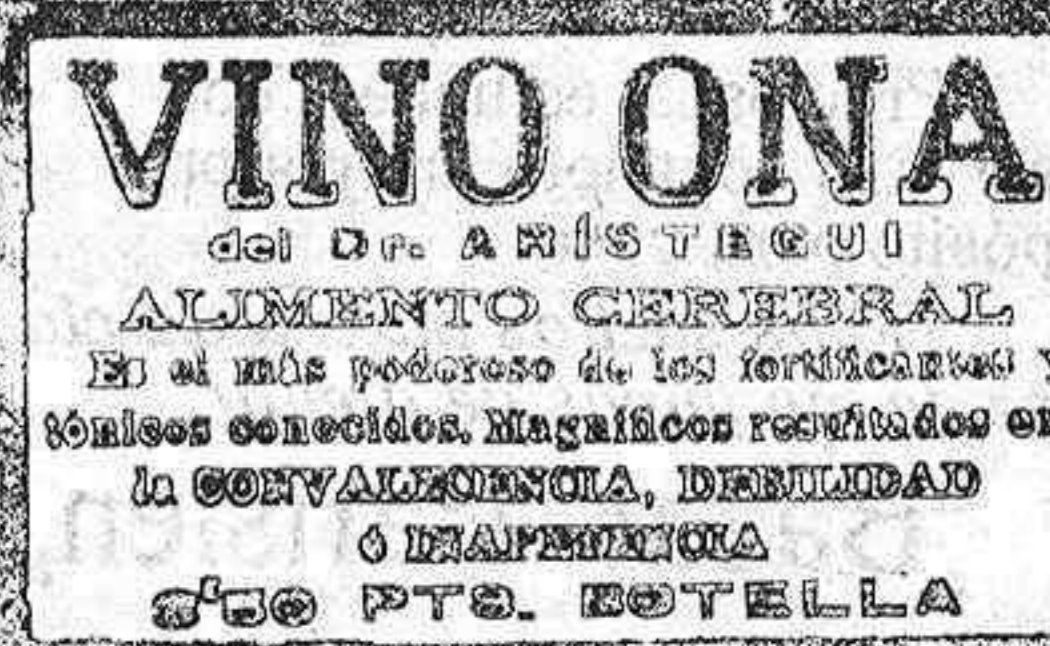 VINO ONA
del Dr. ARÍSTEGUI
ALIMENTO CEREBRAL
Es el más poderoso de los fortificantes y
tónicos conocidos. Magníficos resultados en
la CONVALECENCIA, DEBILIDAD
ó INAPETENCIA
PTS. BOTELLA